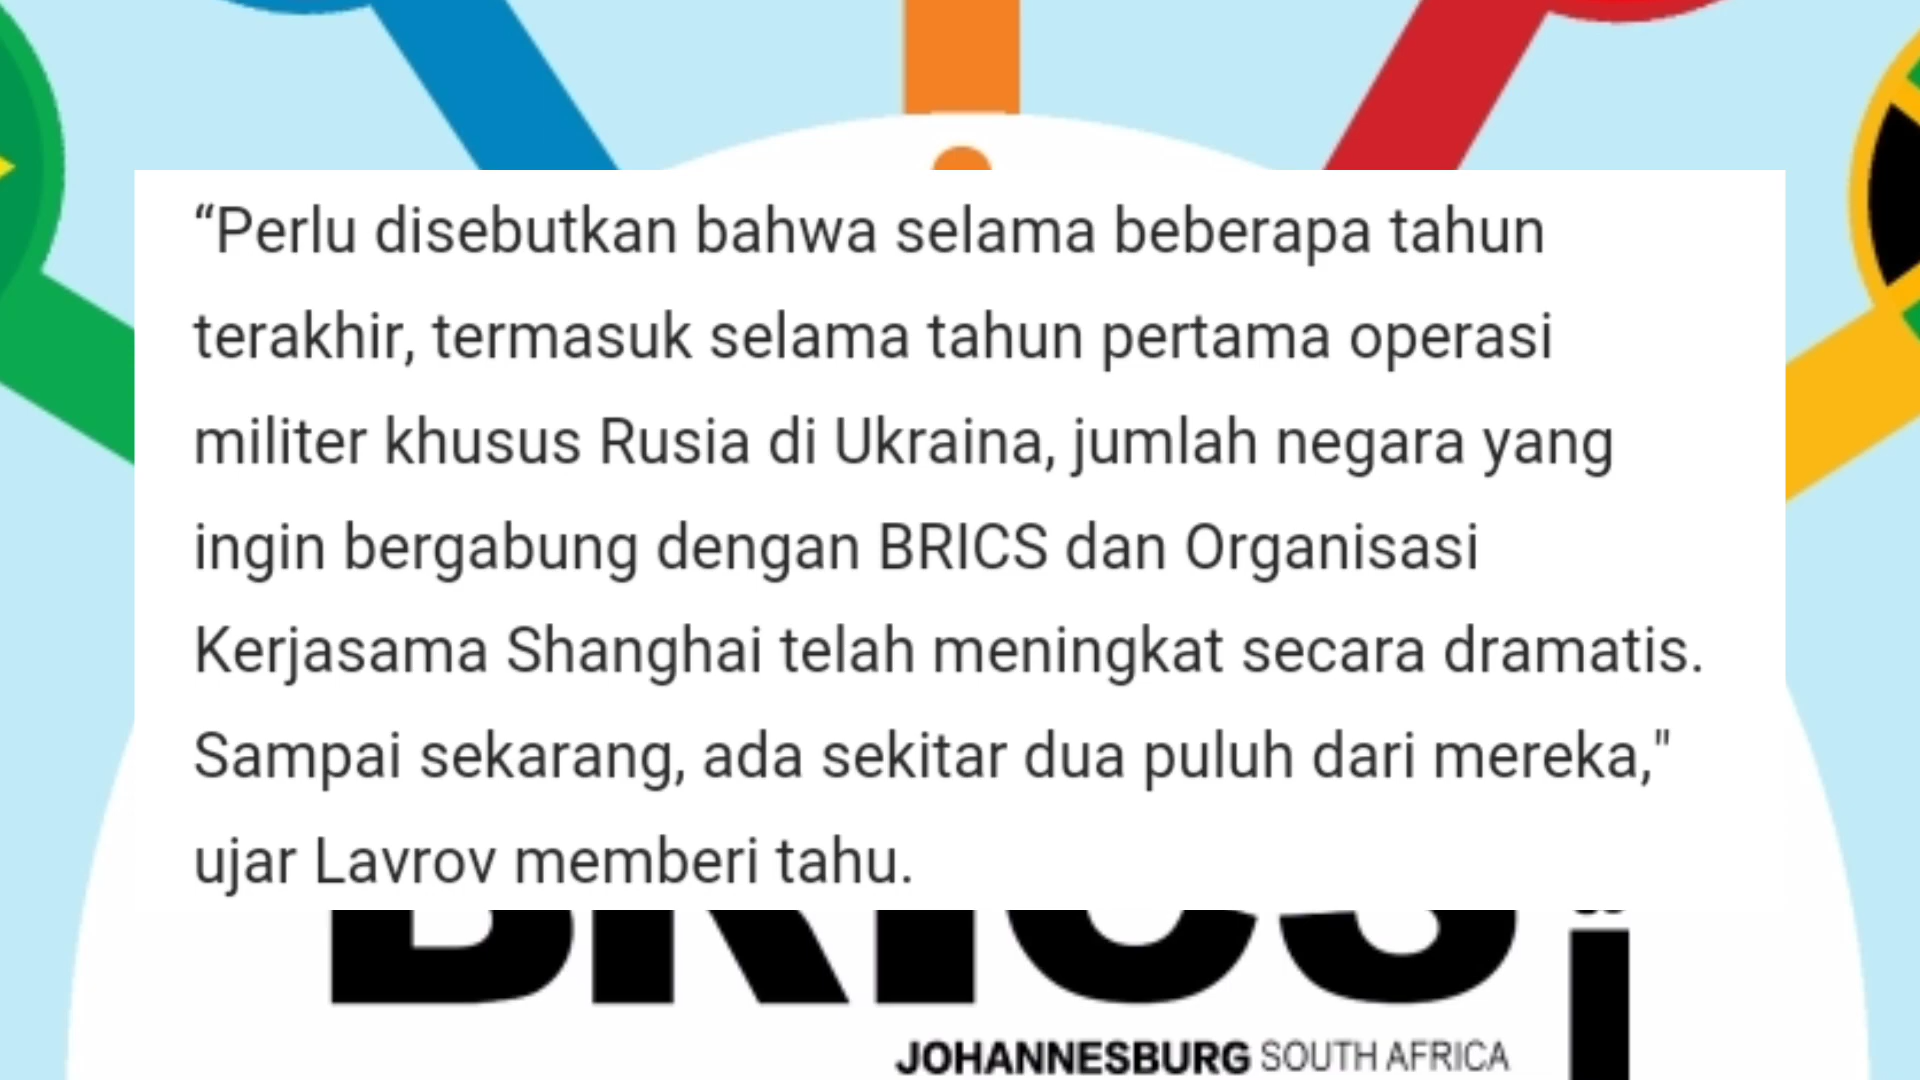 “Perlu disebutkan bahwa selama beberapa tahun
terakhir, termasuk selama tahun pertama operasi
militer khusus Rusia di Ukraina, jumlah negara yang
ingin bergabung dengan BRICS dan Organisasi
Kerjasama Shanghai telah meningkat secara dramatis.
Sampai sekarang, ada sekitar dua puluh dari mereka,"
ujar Lavrov memberi tahu.
BRICS
JOHANNESBURG SOUTH AFRICA